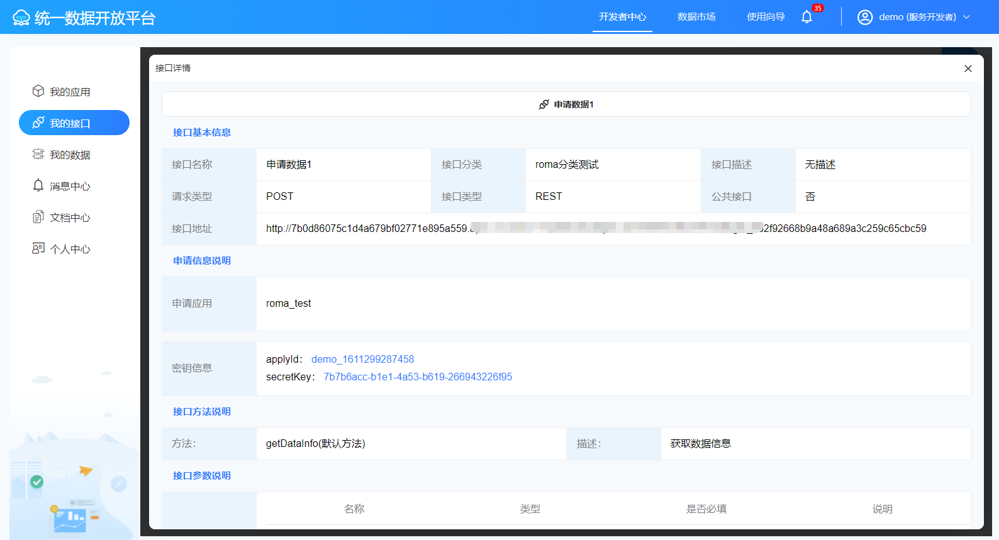 统一数据开放平台
开发者中心 数据市场 使用向导 35 demo (服务开发者)
我的应用
我的接口
我的数据
消息中心
文档中心
个人中心
接口详情
申请数据1
接口基本信息
接口名称 申请数据1 接口分类 roma分类测试 接口描述 无描述
请求类型 POST 接口类型 REST 公共接口 否
接口地址 http://7b0d86075c1d4a679bf02771e895a559. 2f92668b9a48a689a3c259c65cbc59
申请信息说明
申请应用 roma_test
密钥信息
applyId: demo_1611299287458
secretKey: 7b7b6acc-b1e1-4a53-b619-266943226f95
接口方法说明
方法: getDataInfo(默认方法) 描述: 获取数据信息
接口参数说明
名称 类型 是否必填 说明